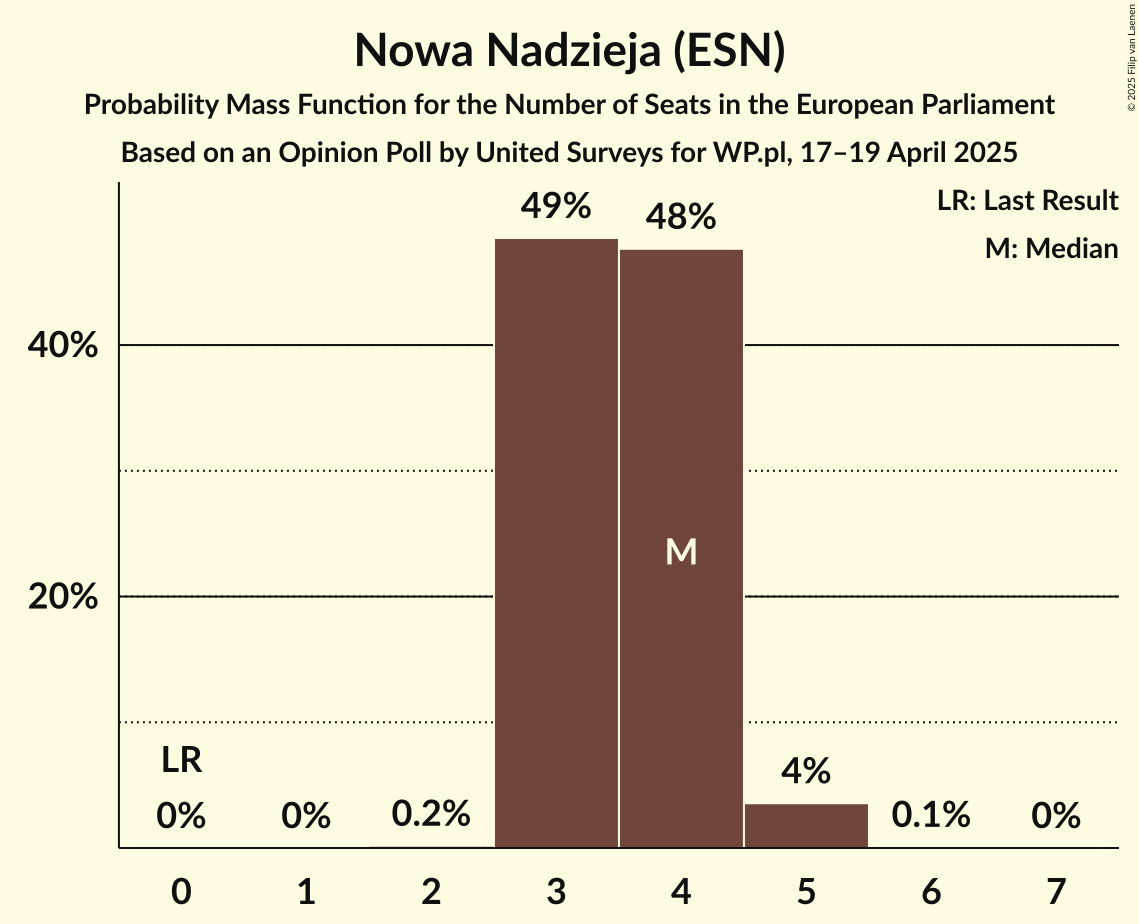 Nowa Nadzieja (ESN)
Probability Mass Function for the Number of Seats in the European Parliament
Based on an Opinion Poll by United Surveys for WP.pl, 17–19 April 2025
© 2025 Filip van Laenen
LR: Last Result
M: Median
49%
48%
40%
M
20%
LR
4%
0%
0%
0.2%
0.1%
0%
0
1
2
3
4
5
6
7